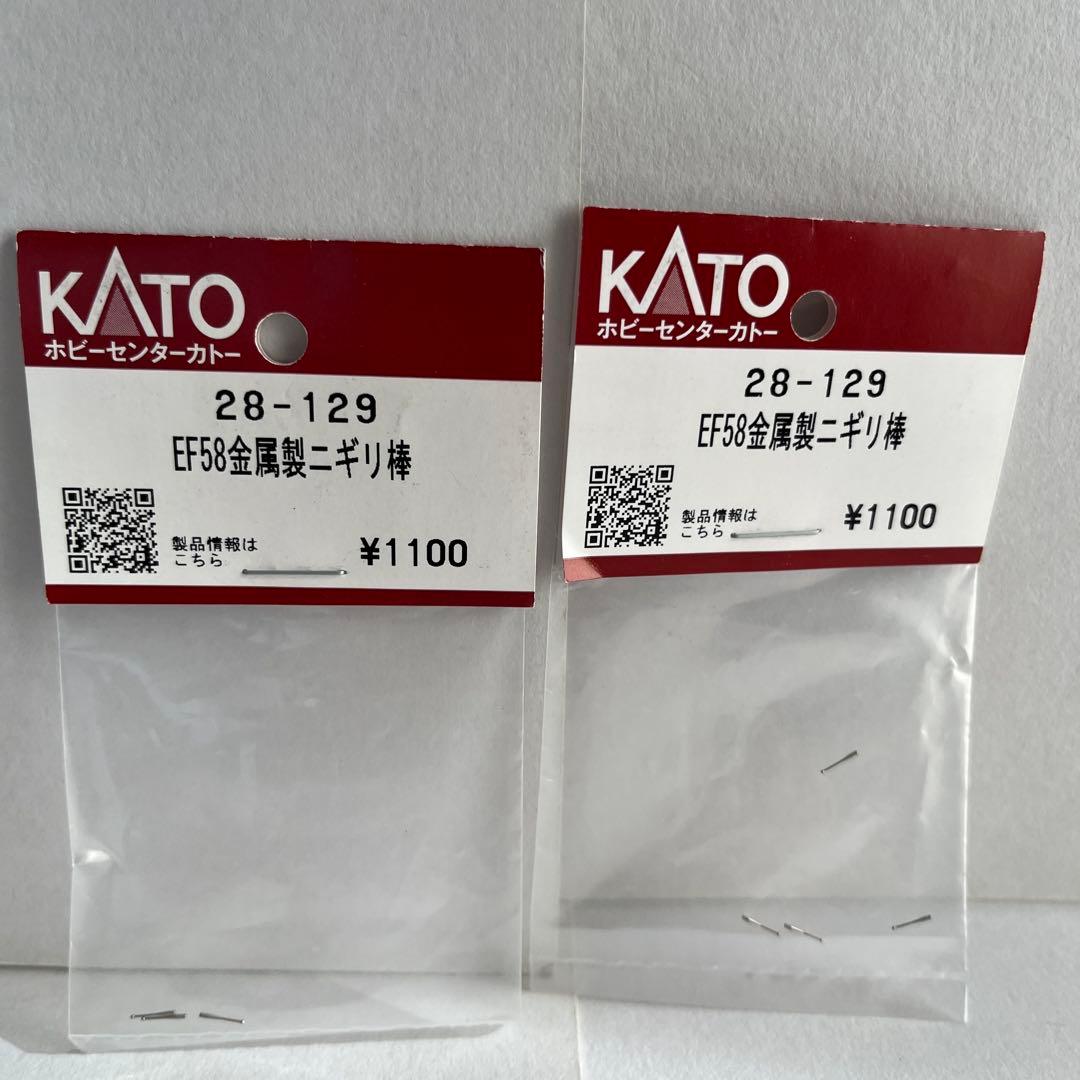 KATO
ホビーセンターカトー
28-129
EF58金属製ニギリ棒
製品情報は
こちら
¥1100
KATO
ホビーセンターカトー
28-129
EF58金属製ニギリ棒
製品情報は
こちら
¥1100